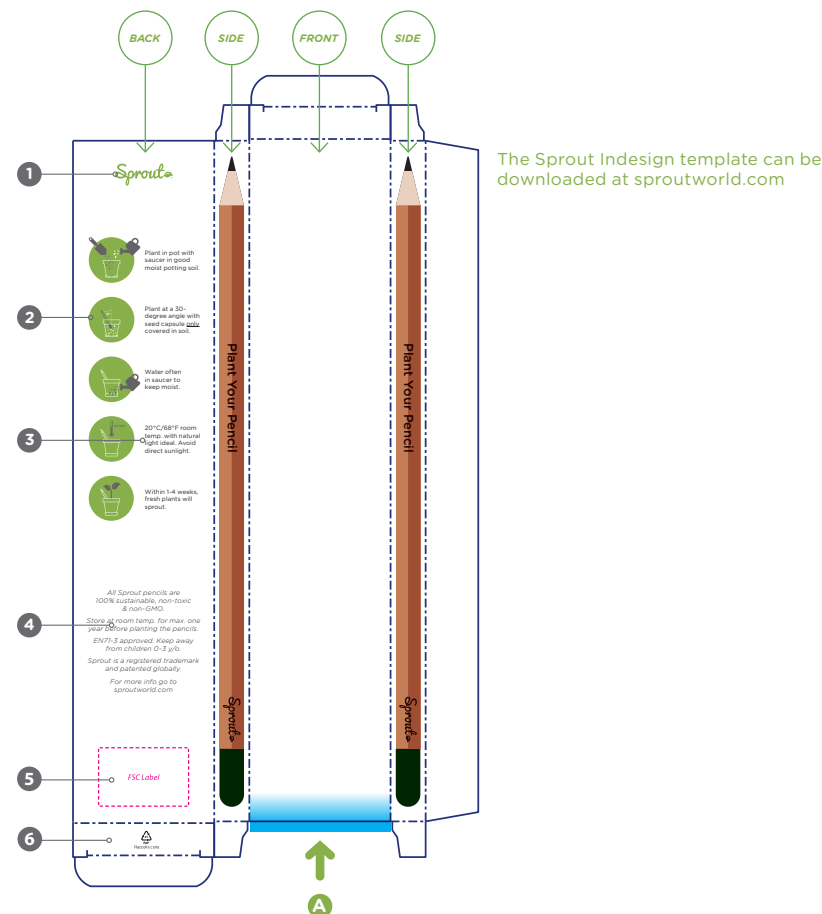 BACK
SIDE
FRONT
SIDE
The Sprout Indesign template can be
downloaded at sproutworld.com
1
Sprout
Plant in pot with
saucer in good
moist potting soil.
2
Plant at a 30-
degree angle with
seed capsule only
covered in soil.
Water often
in saucer to
keep moist.
3
20°C/68°F room
temp. with natural
light ideal. Avoid
direct sunlight.
Within 1-4 weeks,
fresh plants will
sprout.
Plant Your Pencil
Sprout
Plant Your Pencil
Sprout
4
All Sprout pencils are
100% sustainable, non-toxic
& non-GMO.
Store at room temp. for max. one
year before planting the pencils.
EN71-3 approved. Keep away
from children 0-3 y/o.
Sprout is a registered trademark
and patented globally.
For more info go to
sproutworld.com
5
FSC Label
6
A